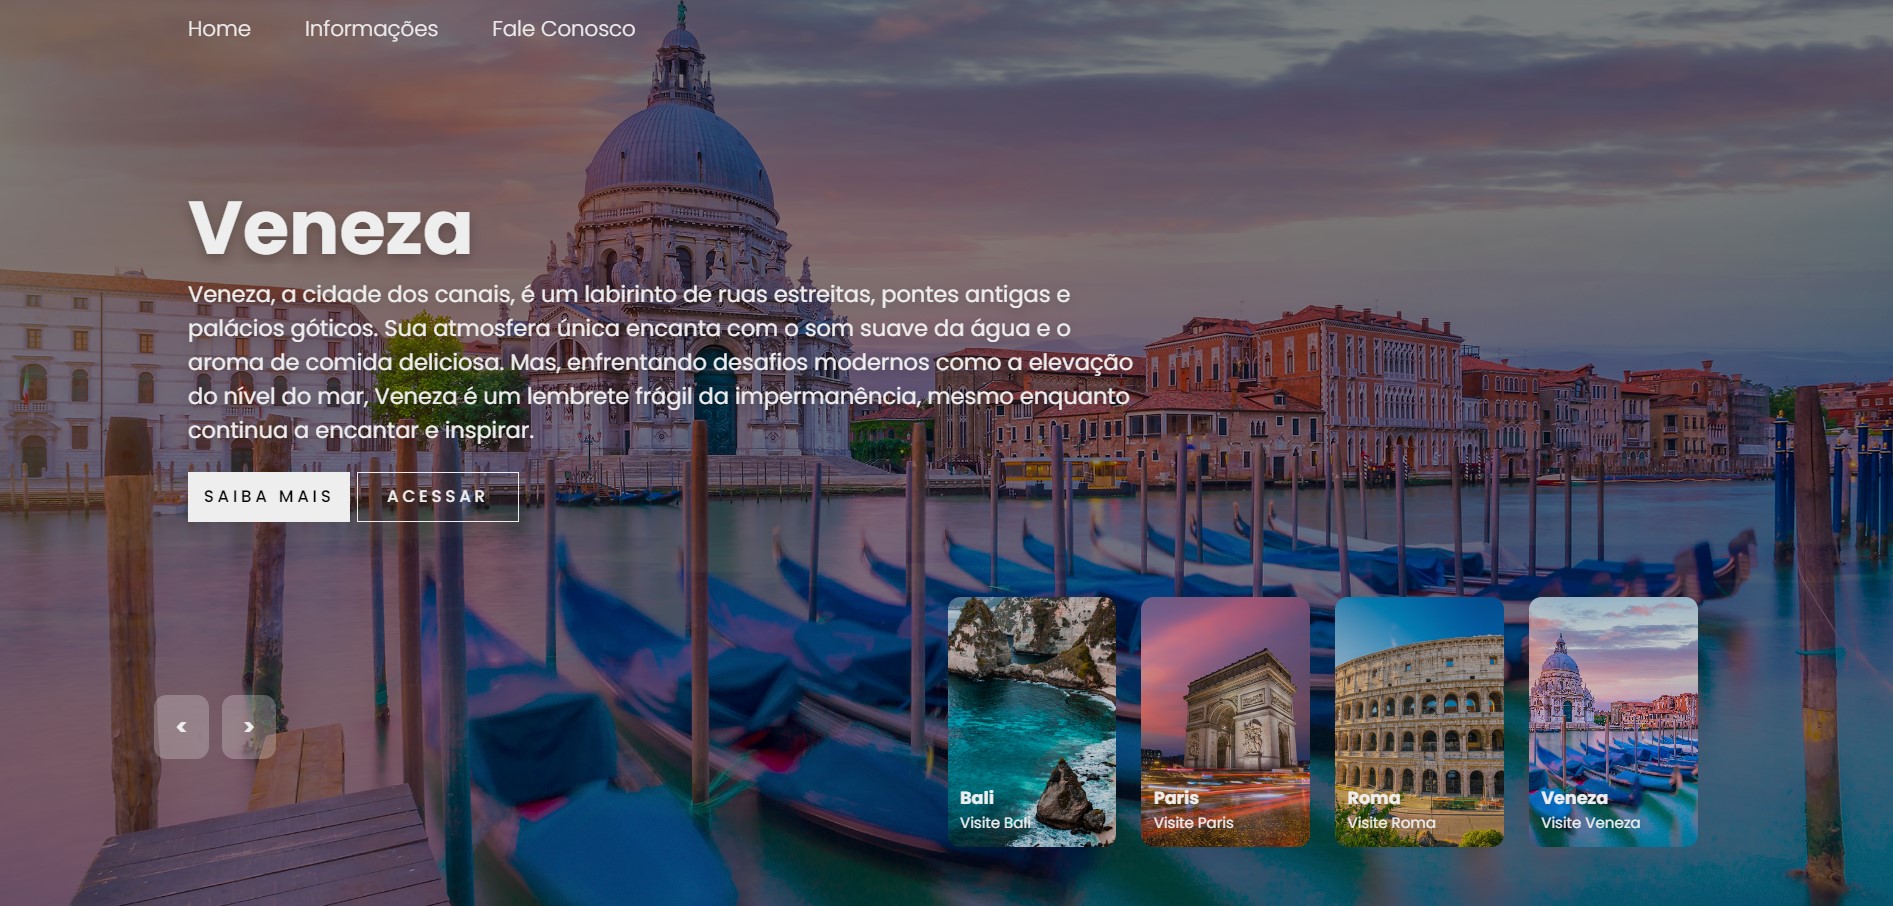 Home Informações Fale Conosco
Veneza
Veneza, a cidade dos canais, é um labirinto de ruas estreitas, pontes antigas e
palácios góticos. Sua atmosfera única encanta com o som suave da água e o
aroma de comida deliciosa. Mas, enfrentando desafios modernos como a elevação
do nível do mar, Veneza é um lembrete frágil da impermanência, mesmo enquanto
continua a encantar e inspirar.
SAIBA MAIS ACESSAR
< >
Bali
Visite Bali
Paris
Visite Paris
Roma
Visite Roma
Veneza
Visite Veneza